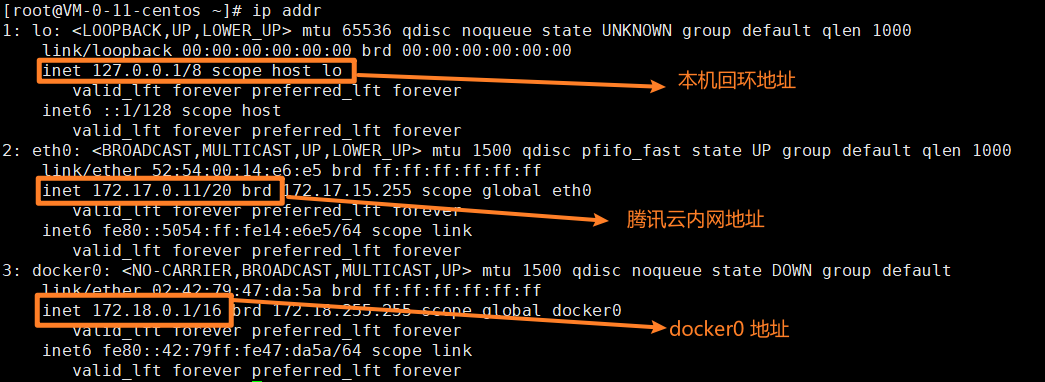 [root@VM-0-11-centos ~]# ip addr
1: lo: <LOOPBACK,UP,LOWER_UP> mtu 65536 qdisc noqueue state UNKNOWN group default qlen 1000
link/loopback 00:00:00:00:00:00 brd 00:00:00:00:00:00
inet 127.0.0.1/8 scope host lo
本机回环地址
valid_lft forever preferred_lft forever
inet6 ::1/128 scope host
valid_lft forever preferred_lft forever
2: eth0: <BROADCAST,MULTICAST,UP,LOWER_UP> mtu 1500 qdisc pfifo_fast state UP group default qlen 1000
link/ether 52:54:00:14:e6:e5 brd ff:ff:ff:ff:ff:ff
inet 172.17.0.11/20 brd 172.17.15.255 scope global eth0
腾讯云内网地址
valid_lft forever preferred_lft forever
inet6 fe80::5054:ff:fe14:e6e5/64 scope link
valid_lft forever preferred_lft forever
3: docker0: <NO-CARRIER,BROADCAST,MULTICAST,UP> mtu 1500 qdisc noqueue state DOWN group default
link/ether 02:42:79:47:da:5a brd ff:ff:ff:ff:ff:ff
inet 172.18.0.1/16 brd 172.18.255.255 scope global docker0
docker0 地址
valid_lft forever preferred_lft forever
inet6 fe80::42:79ff:fe47:da5a/64 scope link
valid_lft forever preferred_lft forever